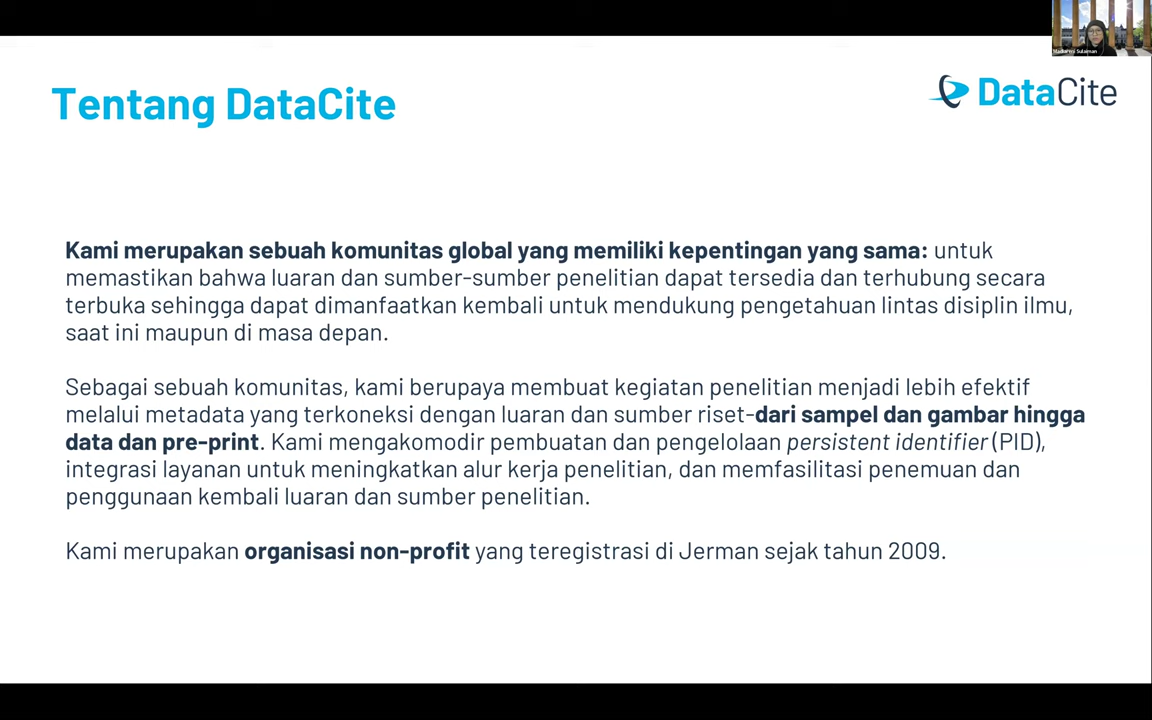 Tentang DataCite
DataCite
Kami merupakan sebuah komunitas global yang memiliki kepentingan yang sama: untuk
memastikan bahwa luaran dan sumber-sumber penelitian dapat tersedia dan terhubung secara
terbuka sehingga dapat dimanfaatkan kembali untuk mendukung pengetahuan lintas disiplin ilmu,
saat ini maupun di masa depan.
Sebagai sebuah komunitas, kami berupaya membuat kegiatan penelitian menjadi lebih efektif
melalui metadata yang terkoneksi dengan luaran dan sumber riset-dari sampel dan gambar hingga
data dan pre-print. Kami mengakomodir pembuatan dan pengelolaan persistent identifier (PID),
integrasi layanan untuk meningkatkan alur kerja penelitian, dan memfasilitasi penemuan dan
penggunaan kembali luaran dan sumber penelitian.
Kami merupakan organisasi non-profit yang teregistrasi di Jerman sejak tahun 2009.